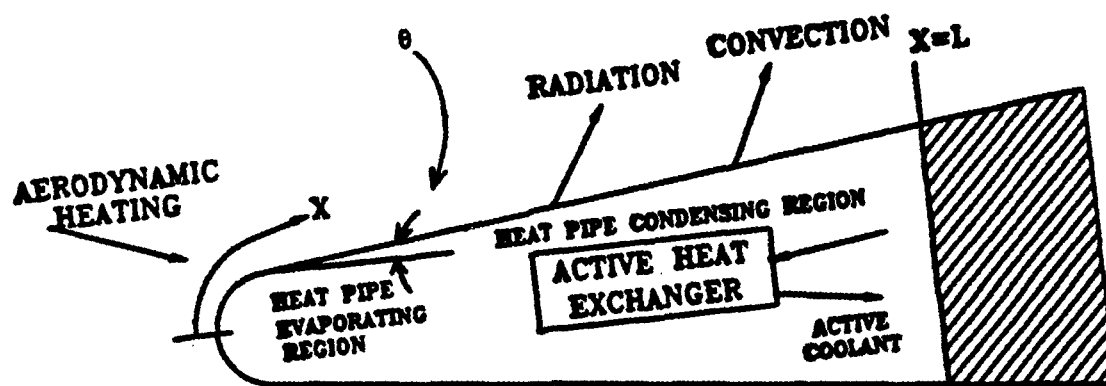 θ
CONVECTION
X=L
RADIATION
AERODYNAMIC
HEATING
X
HEAT PIPE CONDENSING REGION
ACTIVE HEAT
EXCHANGER
HEAT PIPE
EVAPORATING
REGION
ACTIVE
COOLANT